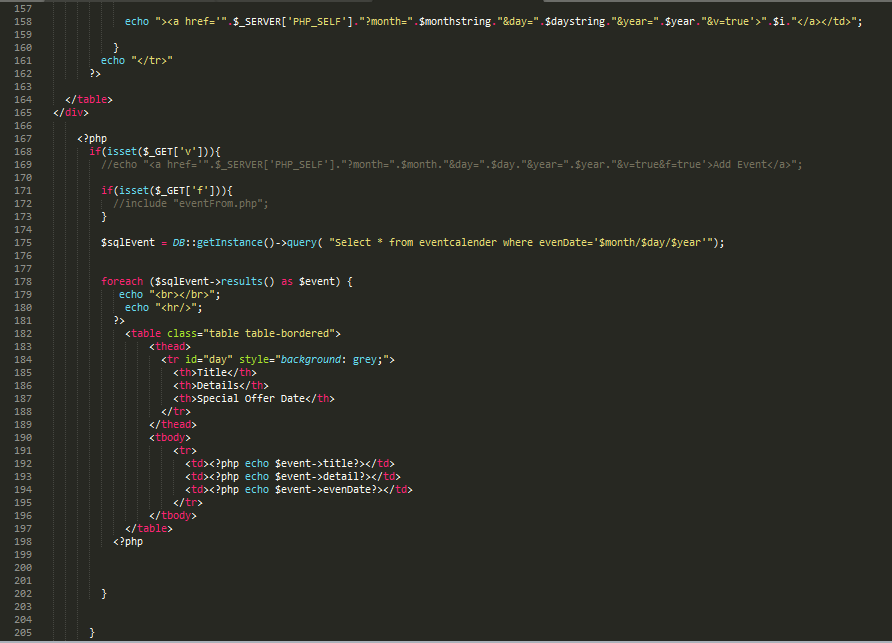 157
158 echo "><a href='".$_SERVER['PHP_SELF']."?month=".$monthstring."&day=".$daystring."&year=".$year."&v=true'>".$i."</a></td>";
159
160 }
161 echo "</tr>"
162 ?>
163
164 </table>
165 </div>
166
167 <?php
168 if(isset($_GET['v'])){
169 //echo "<a href='".$_SERVER['PHP_SELF']."?month=".$month."&day=".$day."&year=".$year."&v=true&f=true'>Add Event</a>";
170
171 if(isset($_GET['f'])){
172 //include "eventFrom.php";
173 }
174
175 $sqlEvent = DB::getInstance()->query( "Select * from eventcalender where evenDate='$month/$day/$year'");
176
177
178 foreach ($sqlEvent->results() as $event) {
179 echo "<br></br>";
180 echo "<hr/>";
181 ?>
182 <table class="table table-bordered">
183 <thead>
184 <tr id="day" style="background: grey;">
185 <th>Title</th>
186 <th>Details</th>
187 <th>Special Offer Date</th>
188 </tr>
189 </thead>
190 <tbody>
191 <tr>
192 <td><?php echo $event->title?></td>
193 <td><?php echo $event->detail?></td>
194 <td><?php echo $event->evenDate?></td>
195 </tr>
196 </tbody>
197 </table>
198 <?php
199
200
201
202 }
203
204
205 }